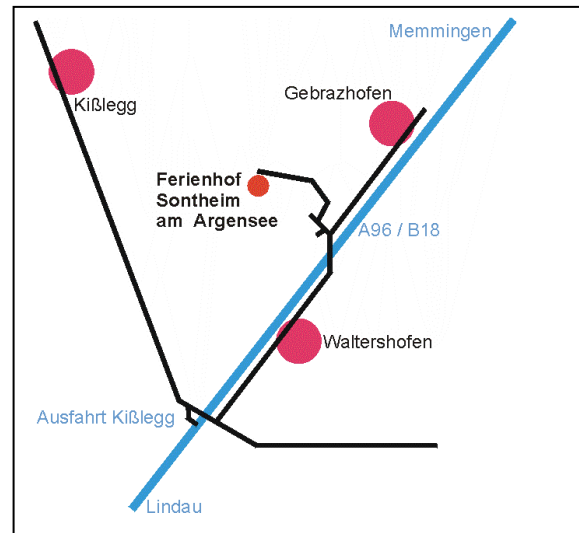 Memmingen
Kißlegg
Gebrazhofen
Ferienhof
Sontheim
am Argensee
A96 / B18
Waltershofen
Ausfahrt Kißlegg
Lindau